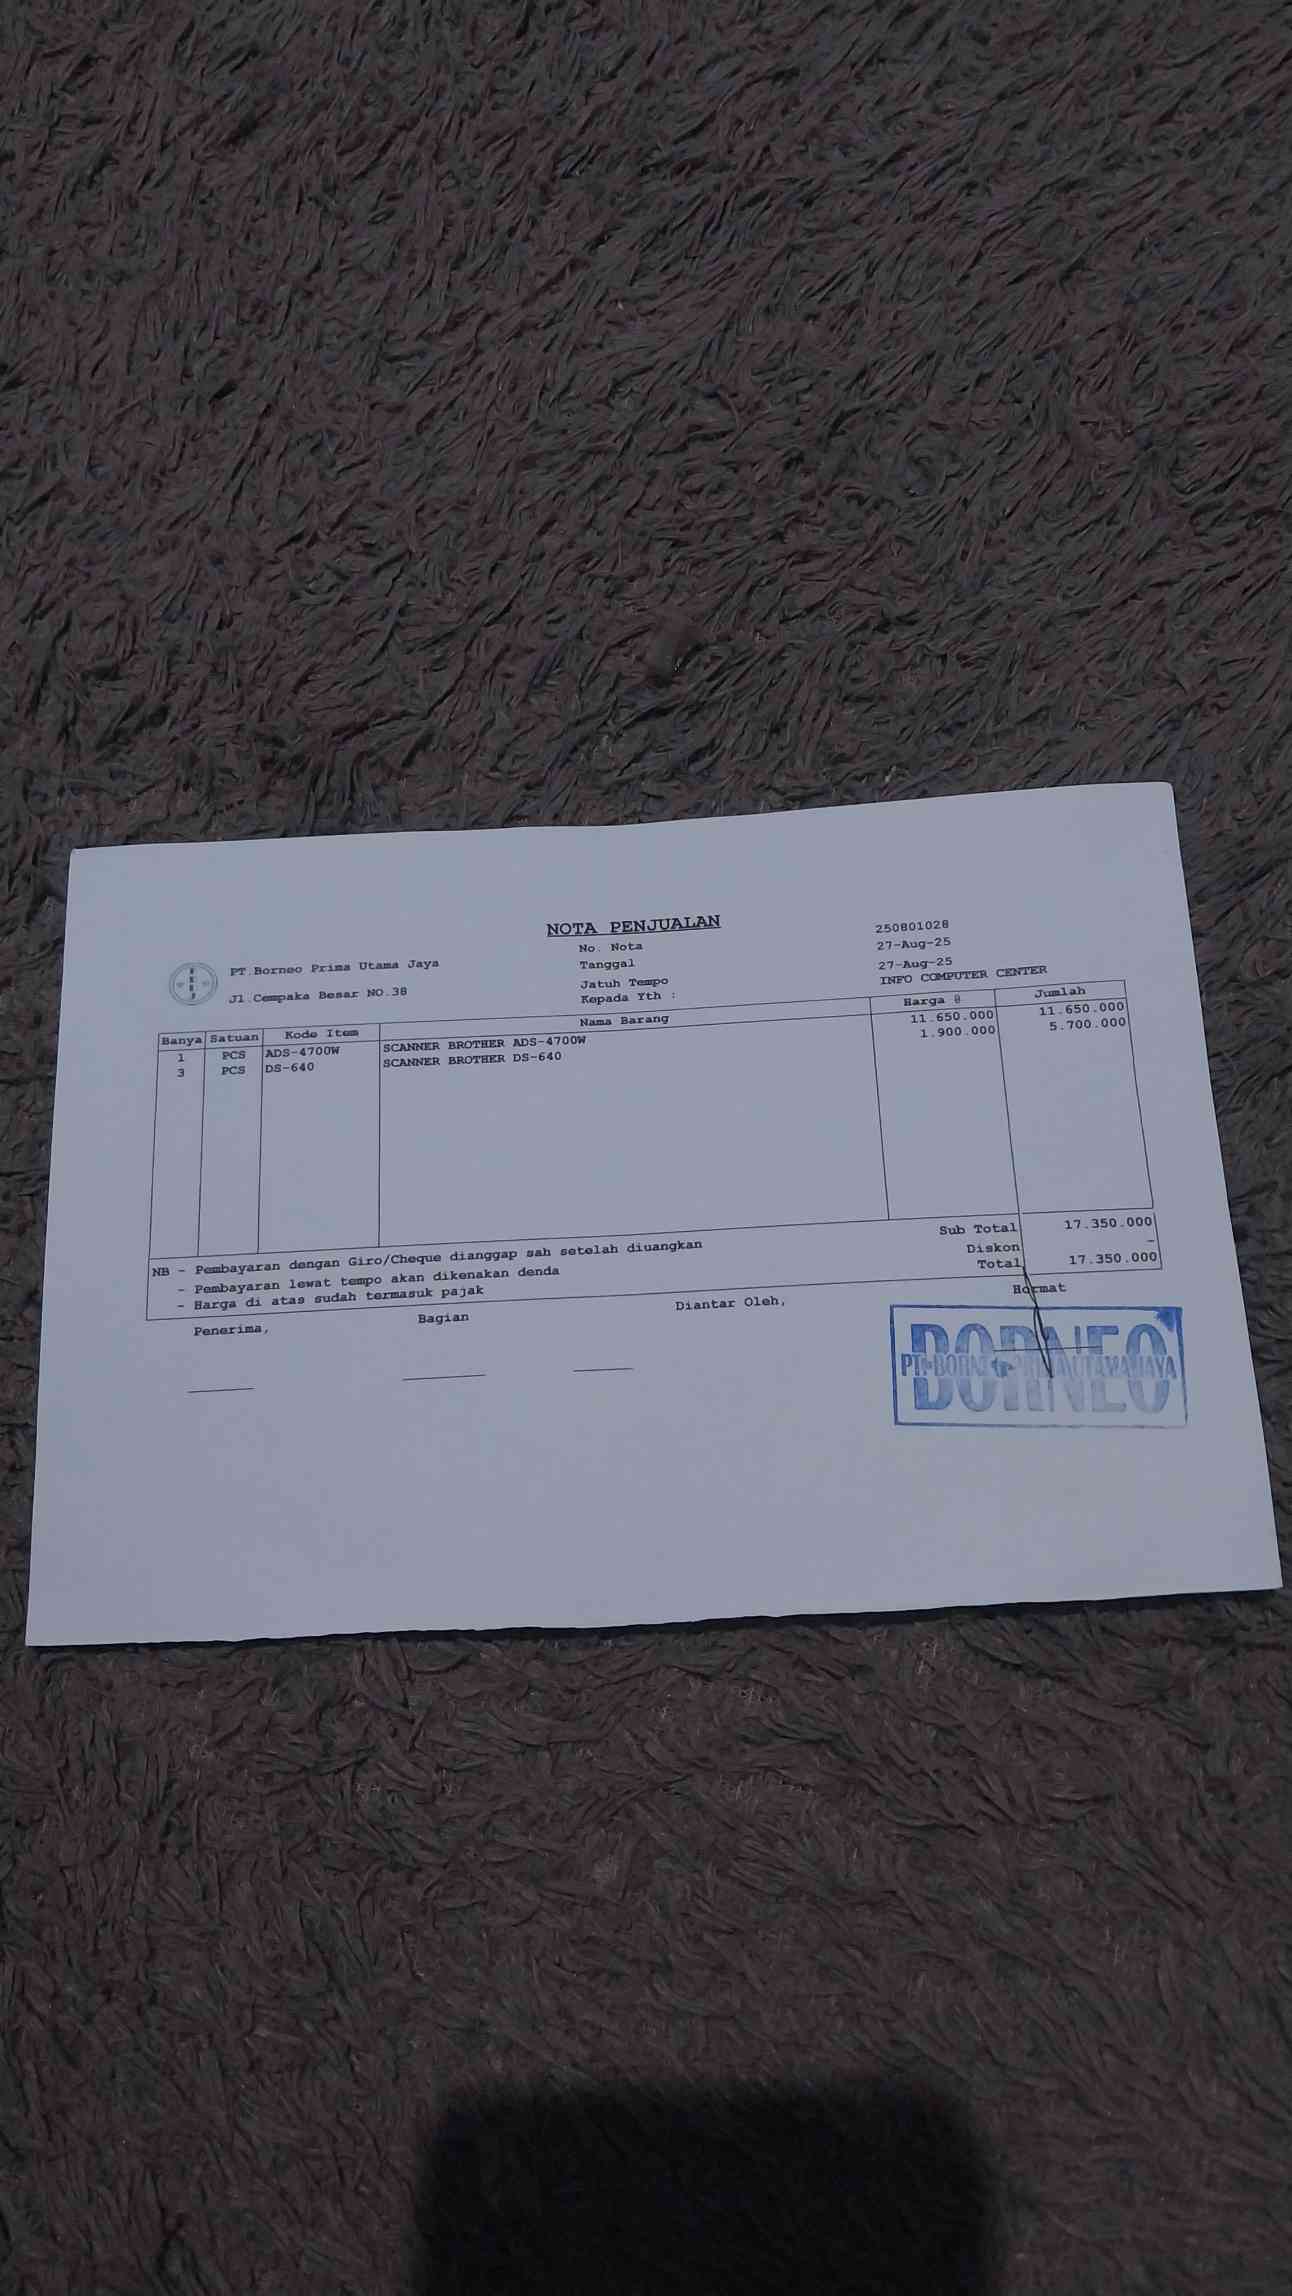 NOTA PENJUALAN
PT.Borneo Prima Utama Jaya
Jl.Cempaka Besar NO.38
No. Nota 250801028
Tanggal 27-Aug-25
Jatuh Tempo 27-Aug-25
Kepada Yth : INFO COMPUTER CENTER
Banya Satuan Kode Item Nama Barang Harga @ Jumlah
1 PCS ADS-4700W SCANNER BROTHER ADS-4700W 11.650.000 11.650.000
3 PCS DS-640 SCANNER BROTHER DS-640 1.900.000 5.700.000
NB - Pembayaran dengan Giro/Cheque dianggap sah setelah diuangkan
- Pembayaran lewat tempo akan dikenakan denda
- Harga di atas sudah termasuk pajak
Sub Total 17.350.000
Diskon -
Total 17.350.000
Penerima, Bagian Diantar Oleh, Hormat
BORNEO